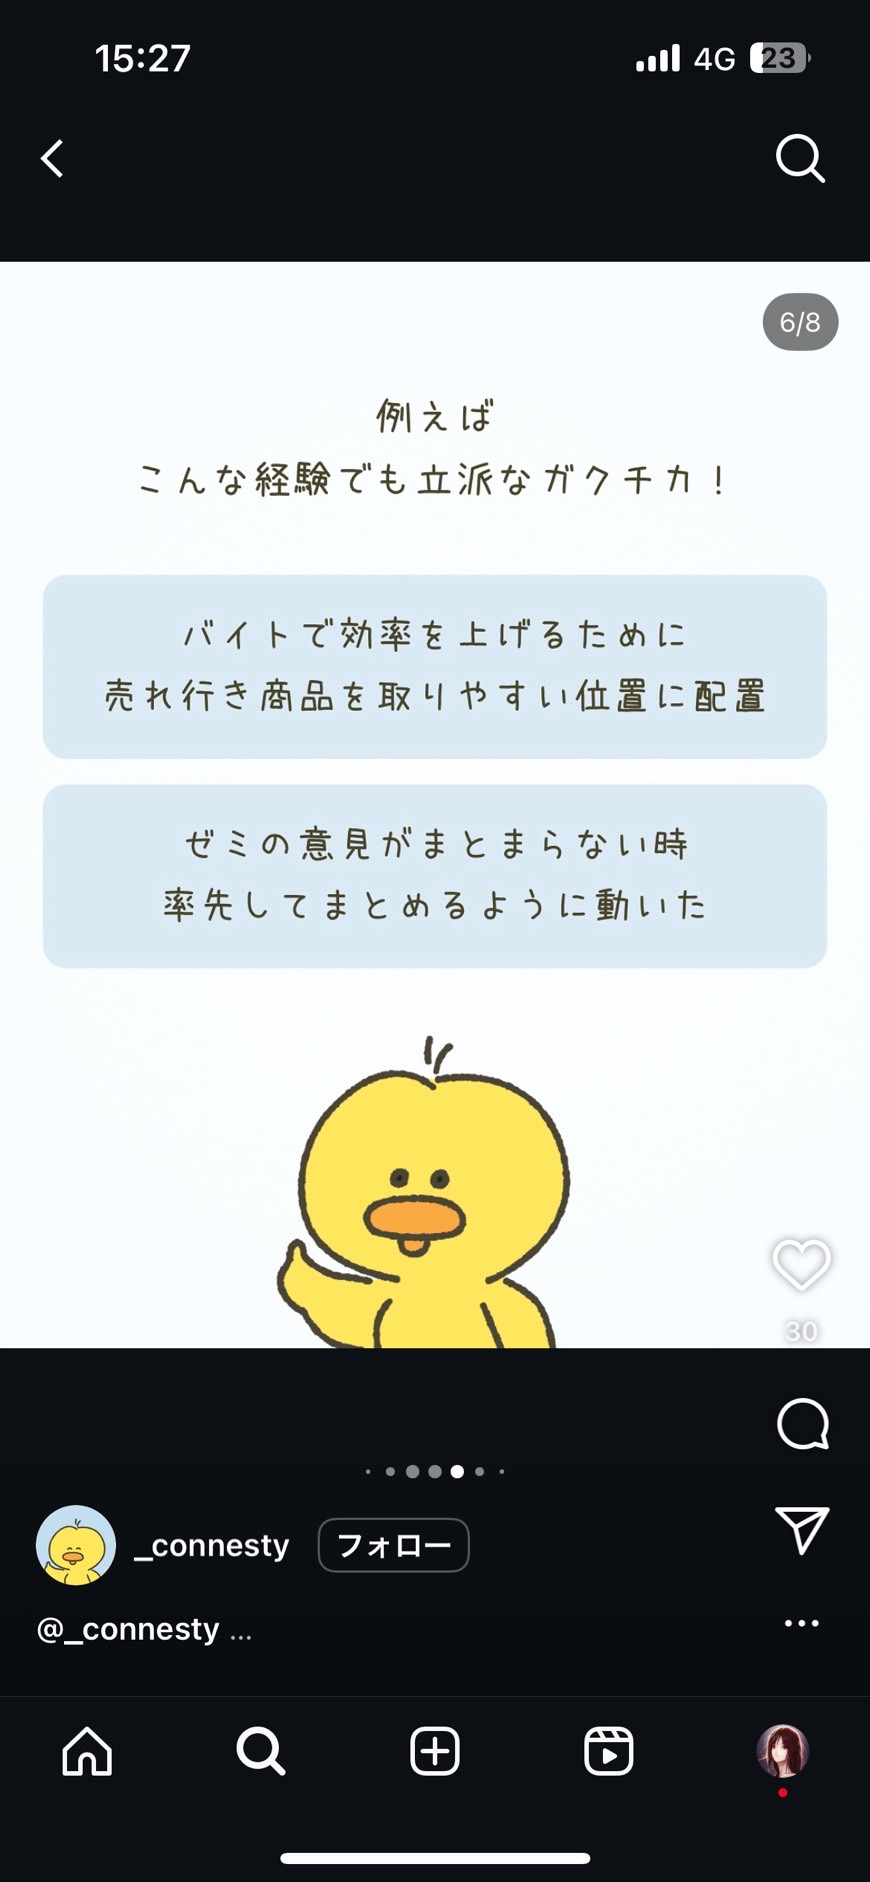 15:27
4G
23
6/8
例えば
こんな経験でも立派なガクチカ！
バイトで効率を上げるために
売れ行き商品を取りやすい位置に配置
ゼミの意見がまとまらない時
率先してまとめるように動いた
30
_connesty
フォロー
@_connesty ...